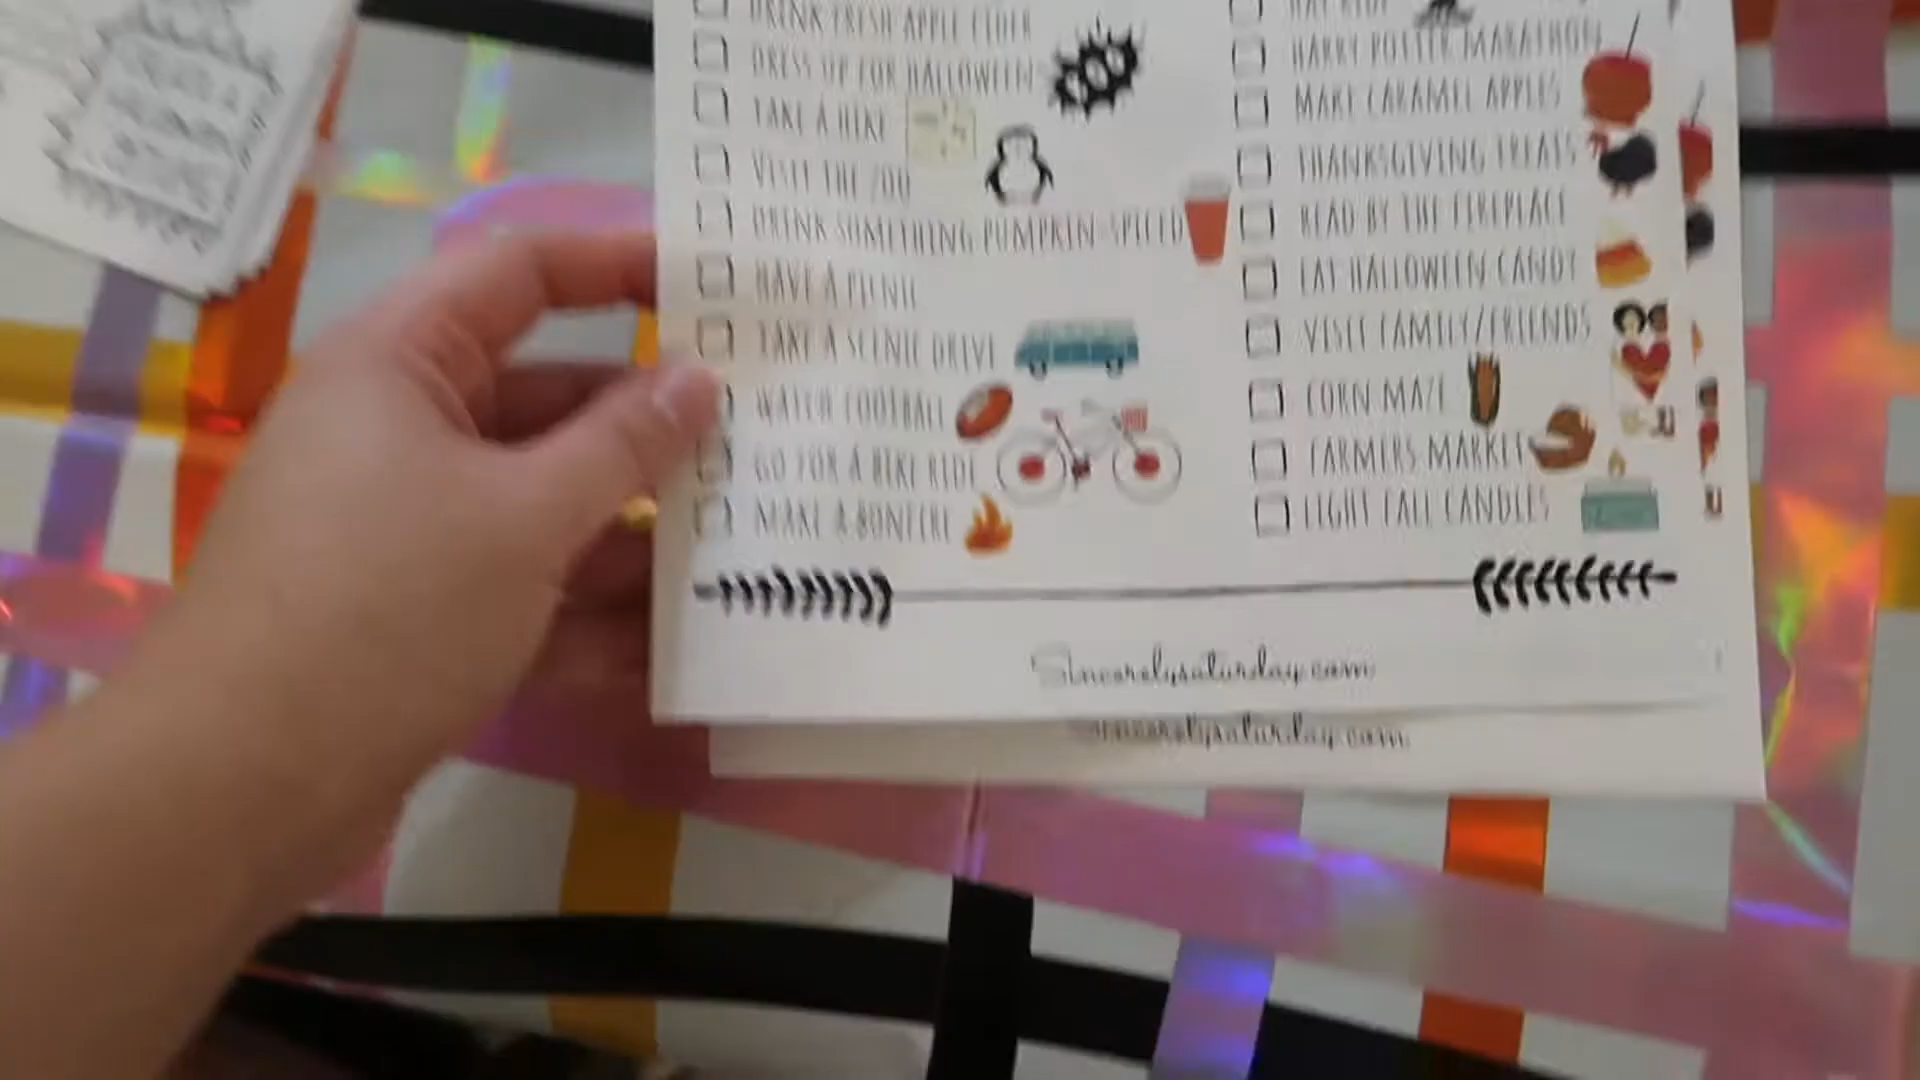 DRINK FRESH APPLE CIDER
DRESS UP FOR HALLOWEEN
TAKE A HIKE
VISIT THE ZOO
DRINK SOMETHING PUMPKIN-SPICED
HAVE A PICNIC
TAKE A SCENIC DRIVE
WATCH FOOTBALL
GO FOR A BIKE RIDE
MAKE A BONFIRE
HAY RIDE
HARRY POTTER MARATHON
MAKE CARAMEL APPLES
THANKSGIVING TREATS
READ BY THE FIREPLACE
EAT HALLOWEEN CANDY
VISIT FAMILY/FRIENDS
CORN MAZE
FARMERS MARKET
LIGHT FALL CANDLES
Sincerelysaturday.com
Sincerelysaturday.com